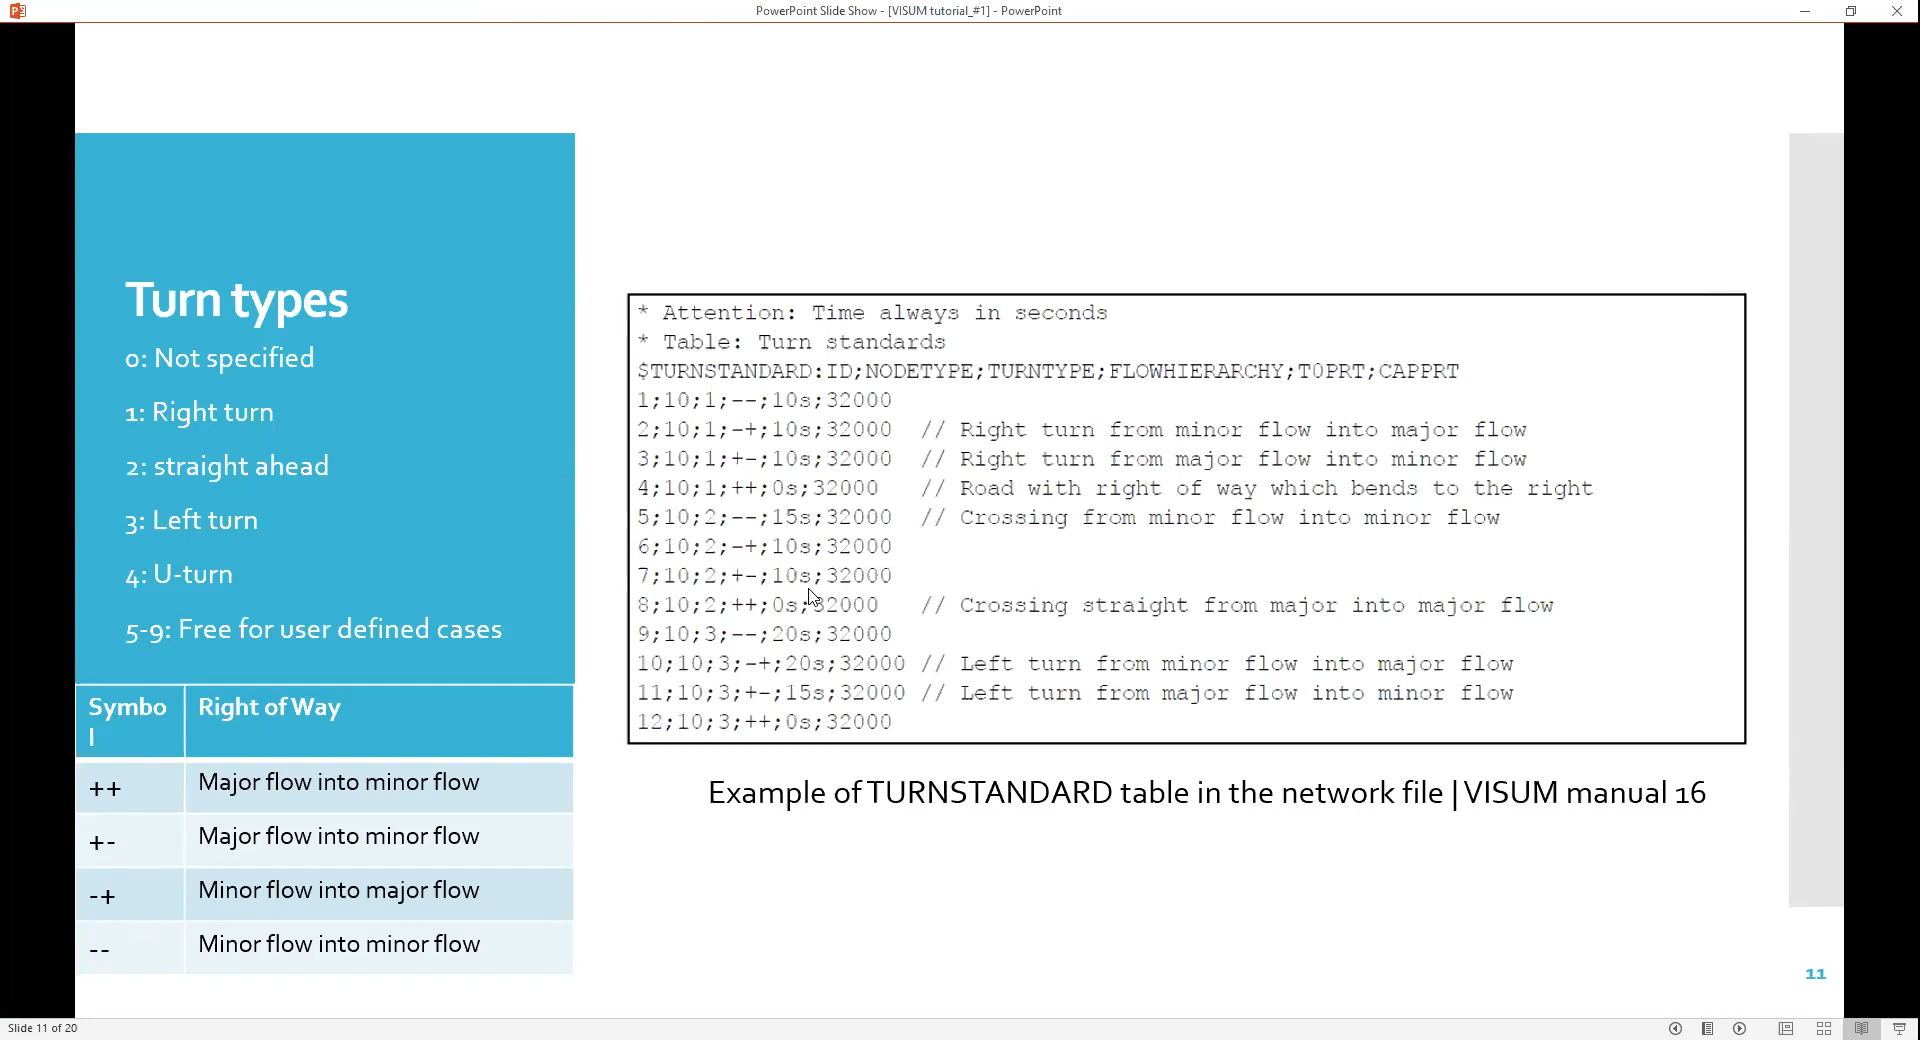 PowerPoint Slide Show - [VISUM tutorial_#1] - PowerPoint
Turn types
0: Not specified
1: Right turn
2: straight ahead
3: Left turn
4: U-turn
5-9: Free for user defined cases
Symbo
l
Right of Way
++ Major flow into minor flow
+- Major flow into minor flow
-+ Minor flow into major flow
-- Minor flow into minor flow
* Attention: Time always in seconds
* Table: Turn standards
$TURNSTANDARD:ID;NODETYPE;TURNTYPE;FLOWHIERARCHY;T0PRT;CAPPRT
1;10;1;--;10s;32000
2;10;1;-+;10s;32000 // Right turn from minor flow into major flow
3;10;1;+-;10s;32000 // Right turn from major flow into minor flow
4;10;1;++;0s;32000 // Road with right of way which bends to the right
5;10;2;--;15s;32000 // Crossing from minor flow into minor flow
6;10;2;-+;10s;32000
7;10;2;+-;10s;32000
8;10;2;++;0s;32000 // Crossing straight from major into major flow
9;10;3;--;20s;32000
10;10;3;-+;20s;32000 // Left turn from minor flow into major flow
11;10;3;+-;15s;32000 // Left turn from major flow into minor flow
12;10;3;++;0s;32000
Example of TURNSTANDARD table in the network file | VISUM manual 16
11
Slide 11 of 20